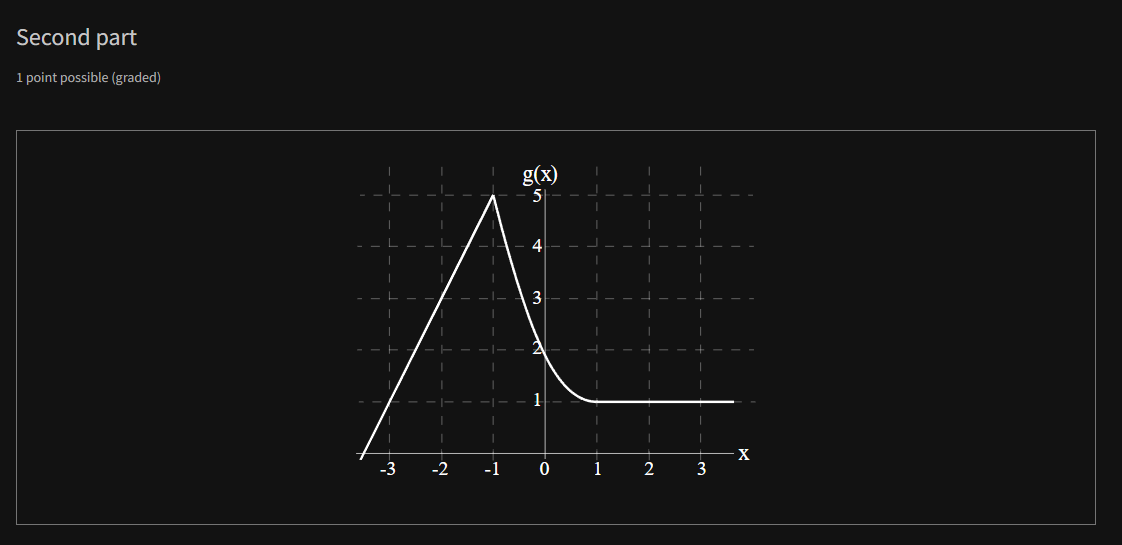 Second part
1 point possible (graded)
g(x)
5
4
3
2
1
x
-3 -2 -1 0 1 2 3